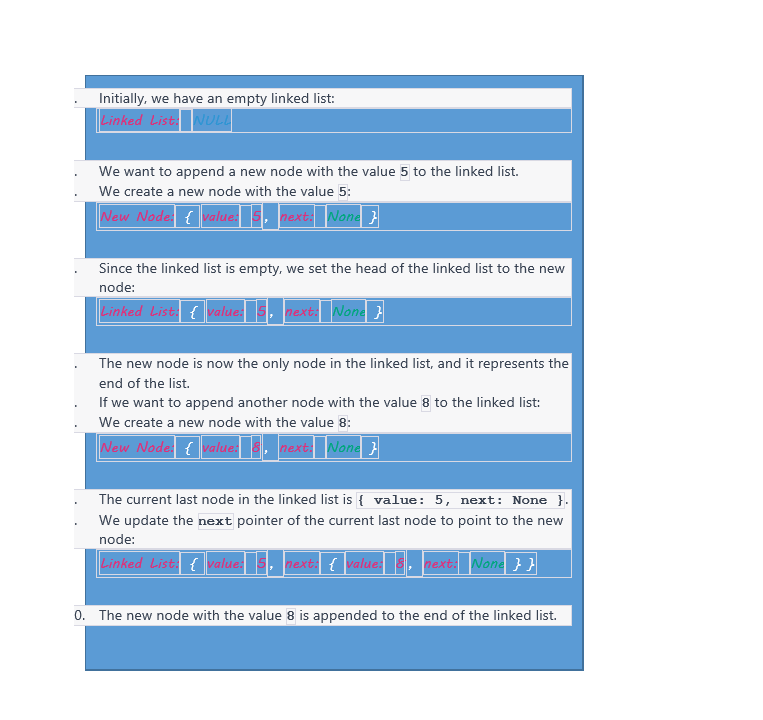 . Initially, we have an empty linked list:
Linked List: NULL
. We want to append a new node with the value 5 to the linked list.
. We create a new node with the value 5:
New Node: { value: 5, next: None }
. Since the linked list is empty, we set the head of the linked list to the new
node:
Linked List: { value: 5, next: None }
. The new node is now the only node in the linked list, and it represents the
end of the list.
. If we want to append another node with the value 8 to the linked list:
. We create a new node with the value 8:
New Node: { value: 8, next: None }
. The current last node in the linked list is { value: 5, next: None }.
. We update the next pointer of the current last node to point to the new
node:
Linked List: { value: 5, next: { value: 8, next: None } }
0. The new node with the value 8 is appended to the end of the linked list.